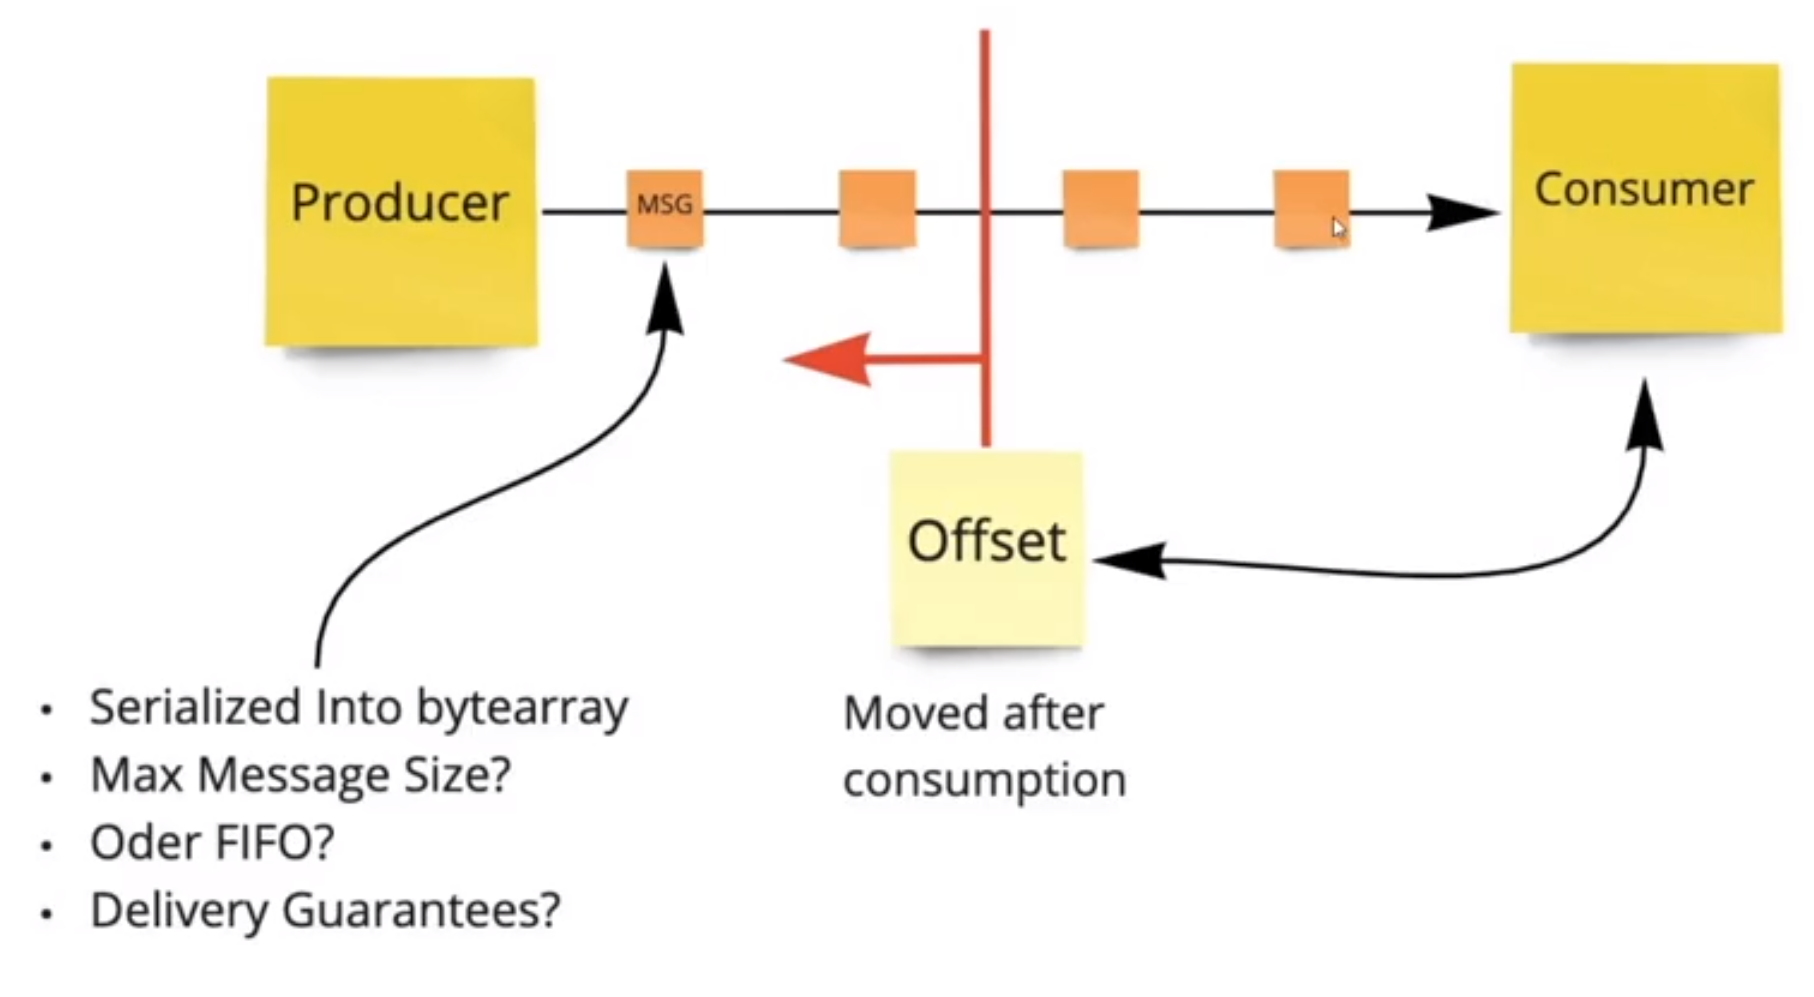 Producer
MSG
Consumer
Offset
Moved after
consumption
• Serialized Into bytearray
• Max Message Size?
• Oder FIFO?
• Delivery Guarantees?